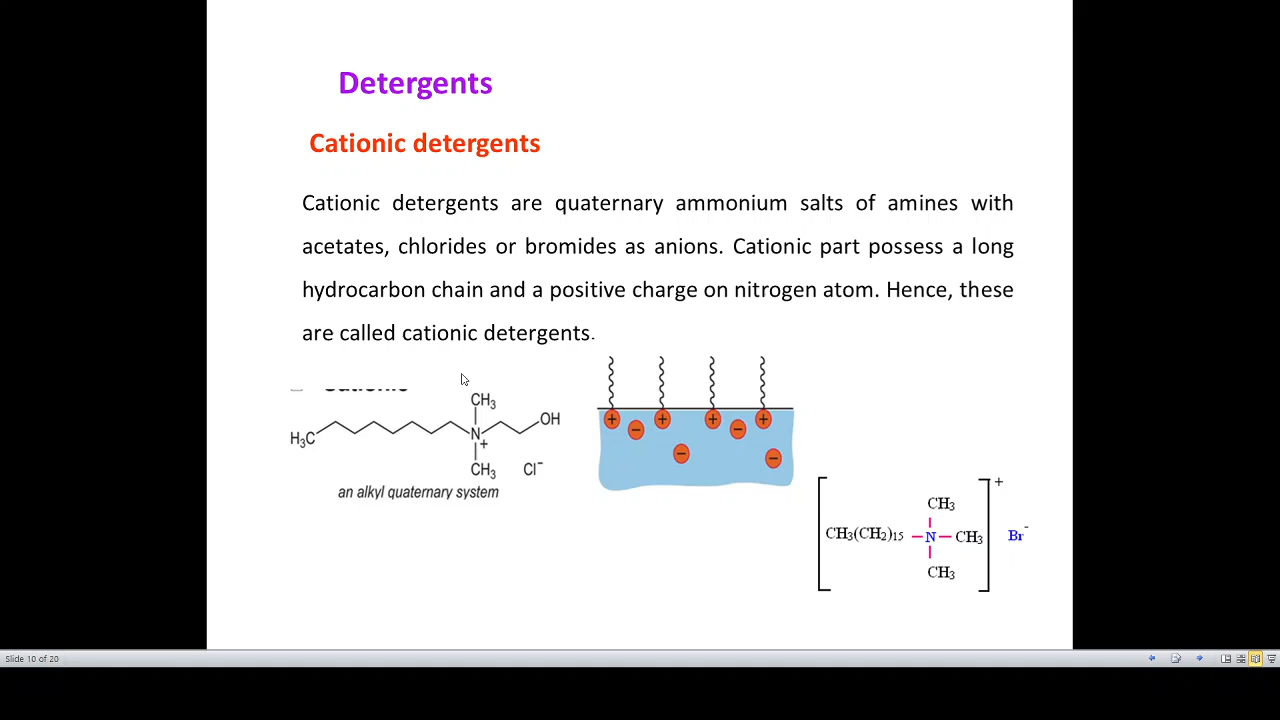 Detergents
Cationic detergents
Cationic detergents are quaternary ammonium salts of amines with
acetates, chlorides or bromides as anions. Cationic part possess a long
hydrocarbon chain and a positive charge on nitrogen atom. Hence, these
are called cationic detergents.
Cationic
CH₃
H₃C
N
+
OH
CH₃
Cl⁻
an alkyl quaternary system
+ + + +
− −
− −
+
CH₃
CH₃(CH₂)₁₅ N CH₃ Br⁻
CH₃
Slide 10 of 20